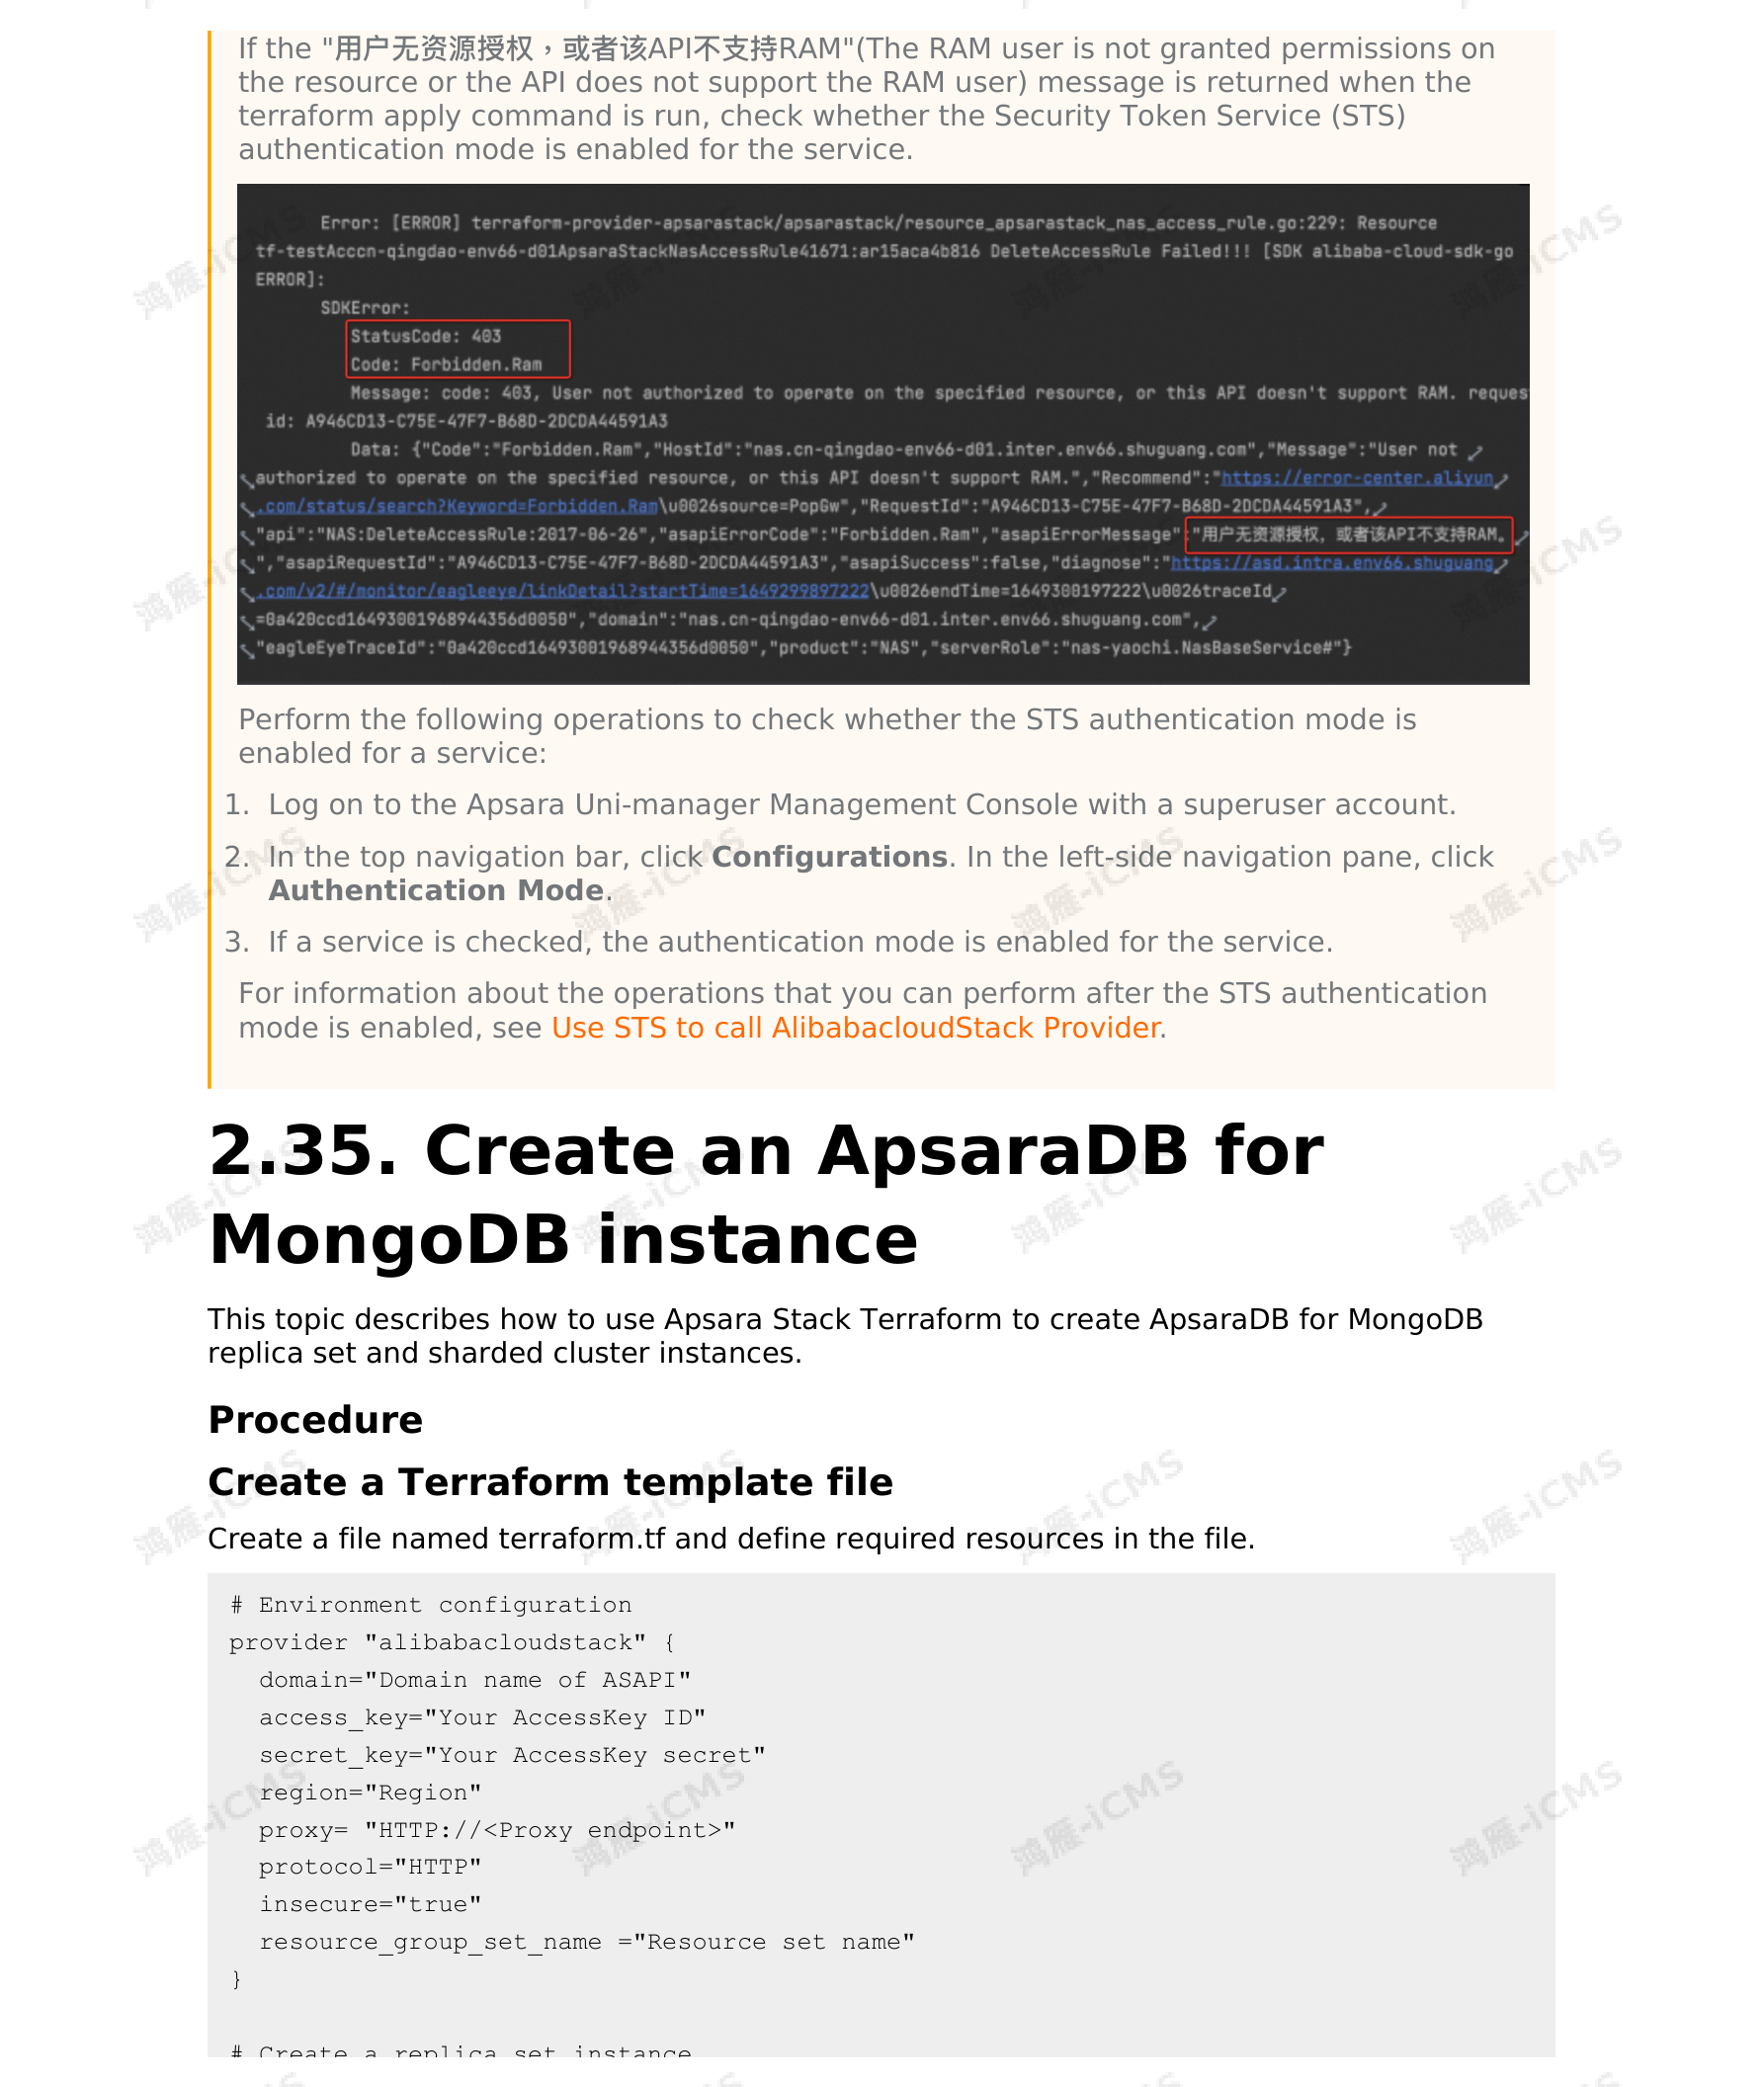 If the "用户无资源授权，或者该API不支持RAM"(The RAM user is not granted permissions on
the resource or the API does not support the RAM user) message is returned when the
terraform apply command is run, check whether the Security Token Service (STS)
authentication mode is enabled for the service.
Error: [ERROR] terraform-provider-apsarastack/apsarastack/resource_apsarastack_nas_access_rule.go:229: Resource
tf-testAcccn-qingdao-env66-d01ApsaraStackNasAccessRule41671:ar15aca4b816 DeleteAccessRule Failed!!! [SDK alibaba-cloud-sdk-go
ERROR]:
SDKError:
StatusCode: 403
Code: Forbidden.Ram
Message: code: 403, User not authorized to operate on the specified resource, or this API doesn't support RAM. reques
id: A946CD13-C75E-47F7-B68D-2DCDA44591A3
Data: {"Code":"Forbidden.Ram","HostId":"nas.cn-qingdao-env66-d01.inter.env66.shuguang.com","Message":"User not
authorized to operate on the specified resource, or this API doesn't support RAM.","Recommend":"https://error-center.aliyun
.com/status/search?Keyword=Forbidden.Ram\u0026source=PopGw","RequestId":"A946CD13-C75E-47F7-B68D-2DCDA44591A3",
"api":"NAS:DeleteAccessRule:2017-06-26","asapiErrorCode":"Forbidden.Ram","asapiErrorMessage":"用户无资源授权，或者该API不支持RAM。
","asapiRequestId":"A946CD13-C75E-47F7-B68D-2DCDA44591A3","asapiSuccess":false,"diagnose":"https://asd.intra.env66.shuguang
.com/v2/#/monitor/eagleeye/linkDetail?startTime=1649299897222\u0026endTime=1649300197222\u0026traceId
=0a420ccd16493001968944356d0050","domain":"nas.cn-qingdao-env66-d01.inter.env66.shuguang.com",
"eagleEyeTraceId":"0a420ccd16493001968944356d0050","product":"NAS","serverRole":"nas-yaochi.NasBaseService#"}
Perform the following operations to check whether the STS authentication mode is
enabled for a service:
1. Log on to the Apsara Uni-manager Management Console with a superuser account.
2. In the top navigation bar, click Configurations. In the left-side navigation pane, click
Authentication Mode.
3. If a service is checked, the authentication mode is enabled for the service.
For information about the operations that you can perform after the STS authentication
mode is enabled, see Use STS to call AlibabacloudStack Provider.
2.35. Create an ApsaraDB for
MongoDB instance
This topic describes how to use Apsara Stack Terraform to create ApsaraDB for MongoDB
replica set and sharded cluster instances.
Procedure
Create a Terraform template file
Create a file named terraform.tf and define required resources in the file.
# Environment configuration
provider "alibabacloudstack" {
  domain="Domain name of ASAPI"
  access_key="Your AccessKey ID"
  secret_key="Your AccessKey secret"
  region="Region"
  proxy= "HTTP://<Proxy endpoint>"
  protocol="HTTP"
  insecure="true"
  resource_group_set_name ="Resource set name"
}
# Create a replica set instance
鸿雁-iCMS